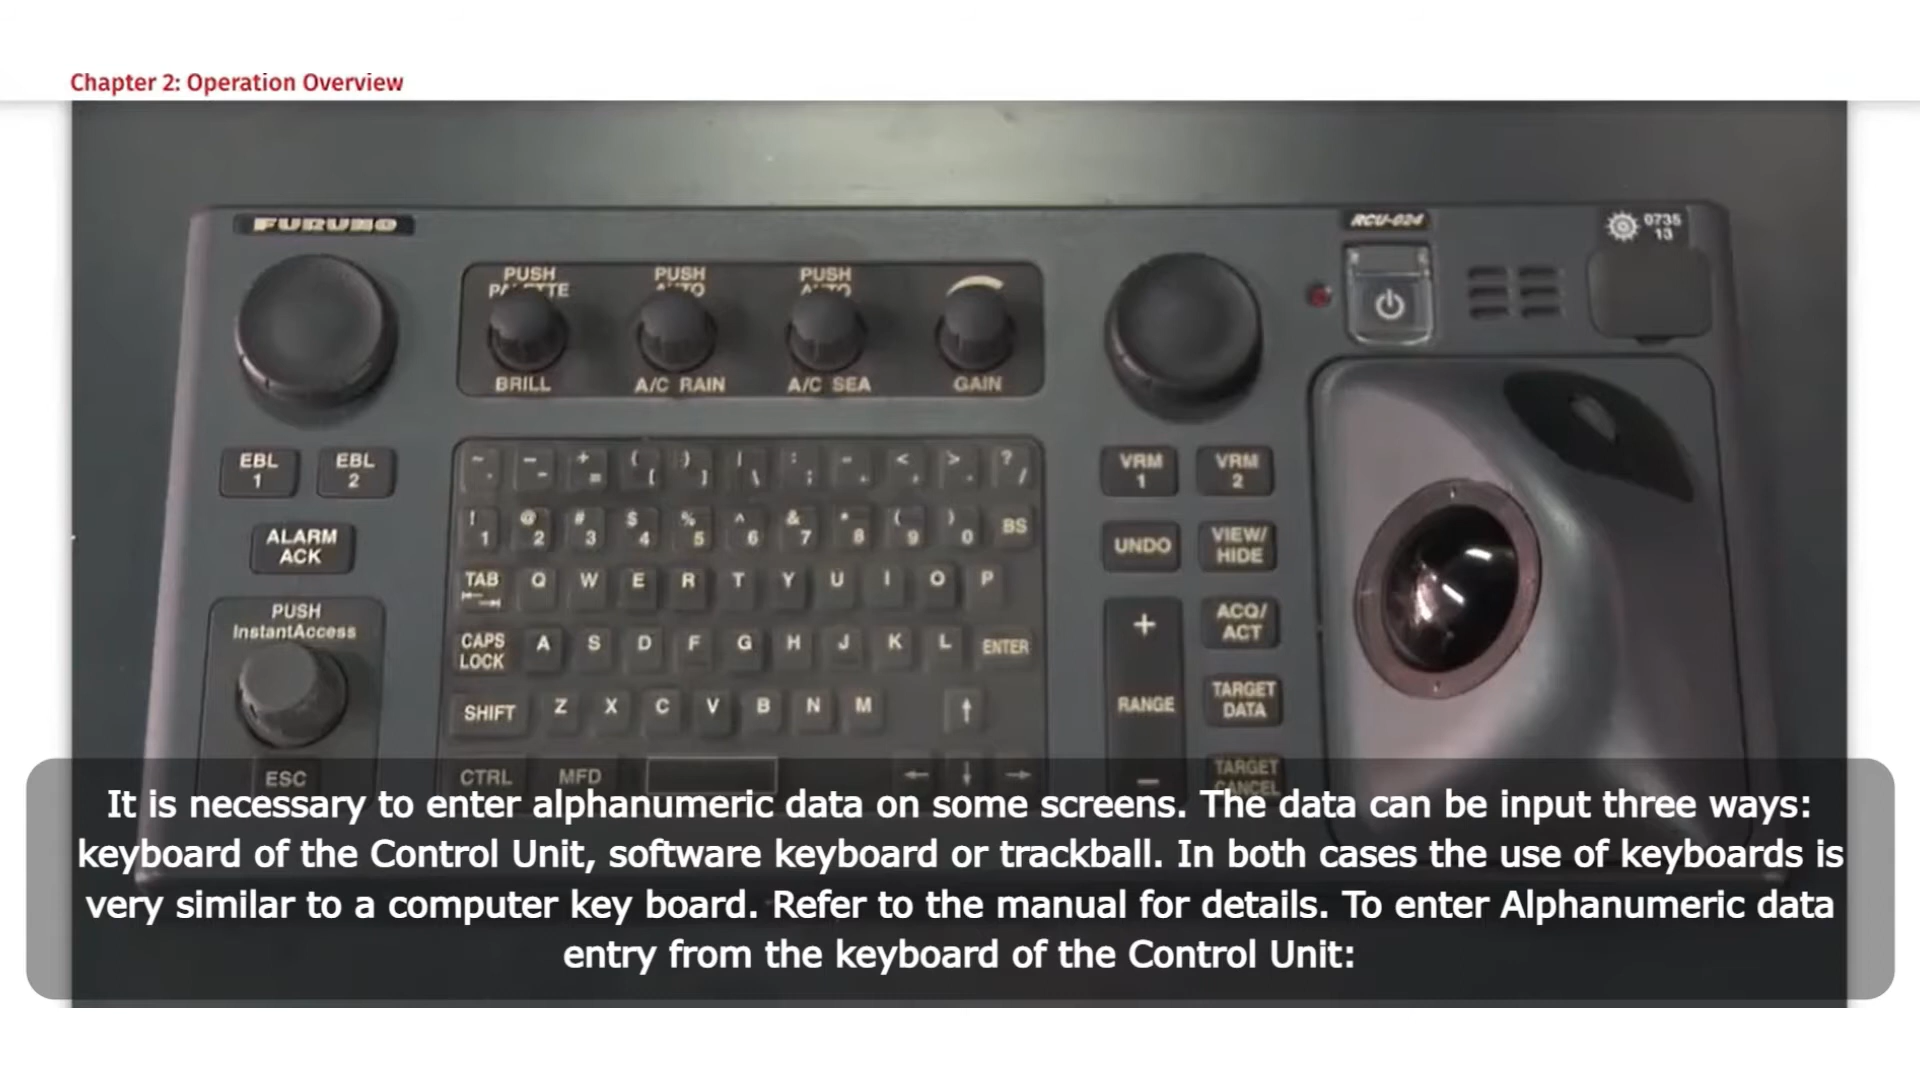 Chapter 2: Operation Overview
FURUNO
RCU-024
0735
13
PUSH
PUSH
PUSH
BRILL
A/C RAIN
A/C SEA
GAIN
EBL
1
EBL
2
ALARM
ACK
PUSH
InstantAccess
ESC
! 1 @ 2 # 3 $ 4 % 5 ^ 6 & 7 * 8 ( 9 ) 0 BS
TAB Q W E R T Y U I O P
CAPS
LOCK
A S D F G H J K L ENTER
SHIFT Z X C V B N M ↑
CTRL MFD ← ↓ →
VRM
1
VRM
2
UNDO
VIEW/
HIDE
+
RANGE
−
ACQ/
ACT
TARGET
DATA
TARGET
CANCEL
It is necessary to enter alphanumeric data on some screens. The data can be input three ways:
keyboard of the Control Unit, software keyboard or trackball. In both cases the use of keyboards is
very similar to a computer key board. Refer to the manual for details. To enter Alphanumeric data
entry from the keyboard of the Control Unit: